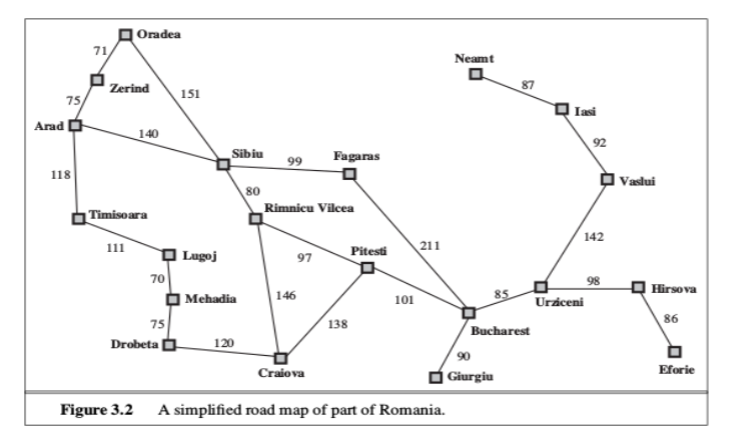 Oradea
71
Neamt
Zerind
87
151
75
Iasi
Arad
140
92
Sibiu
99
Fagaras
118
Vaslui
80
Timisoara
Rimnicu Vilcea
142
111
Pitesti
211
Lugoj
97
70
98
Hirsova
Mehadia
146
101
85
Urziceni
86
75
138
Bucharest
Drobeta
120
90
Eforie
Craiova
Giurgiu
Figure 3.2 A simplified road map of part of Romania.